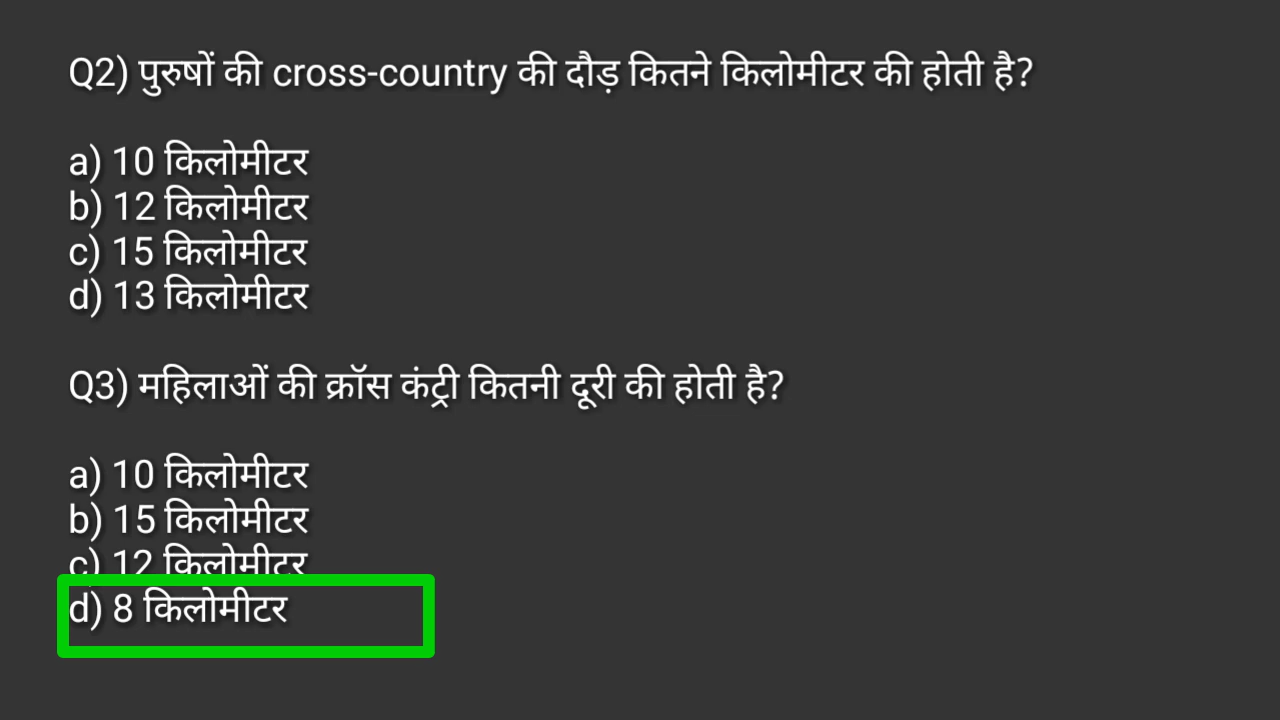 Q2) पुरुषों की cross-country की दौड़ कितने किलोमीटर की होती है?
a) 10 किलोमीटर
b) 12 किलोमीटर
c) 15 किलोमीटर
d) 13 किलोमीटर
Q3) महिलाओं की क्रॉस कंट्री कितनी दूरी की होती है?
a) 10 किलोमीटर
b) 15 किलोमीटर
c) 12 किलोमीटर
d) 8 किलोमीटर